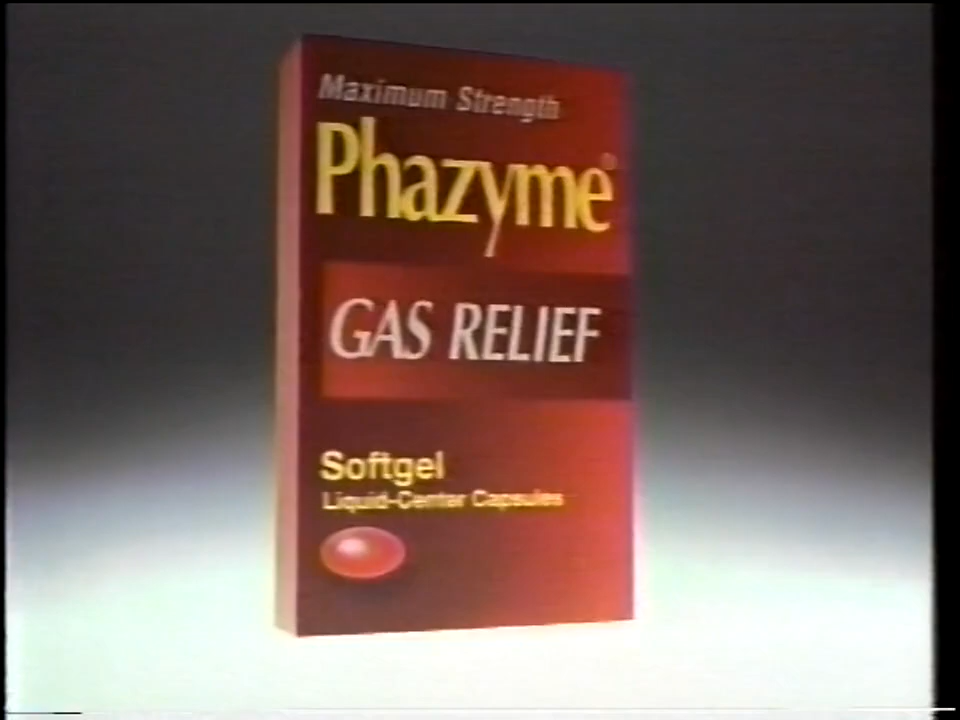 Maximum Strength
Phazyme®
GAS RELIEF
Softgel
Liquid-Center Capsules